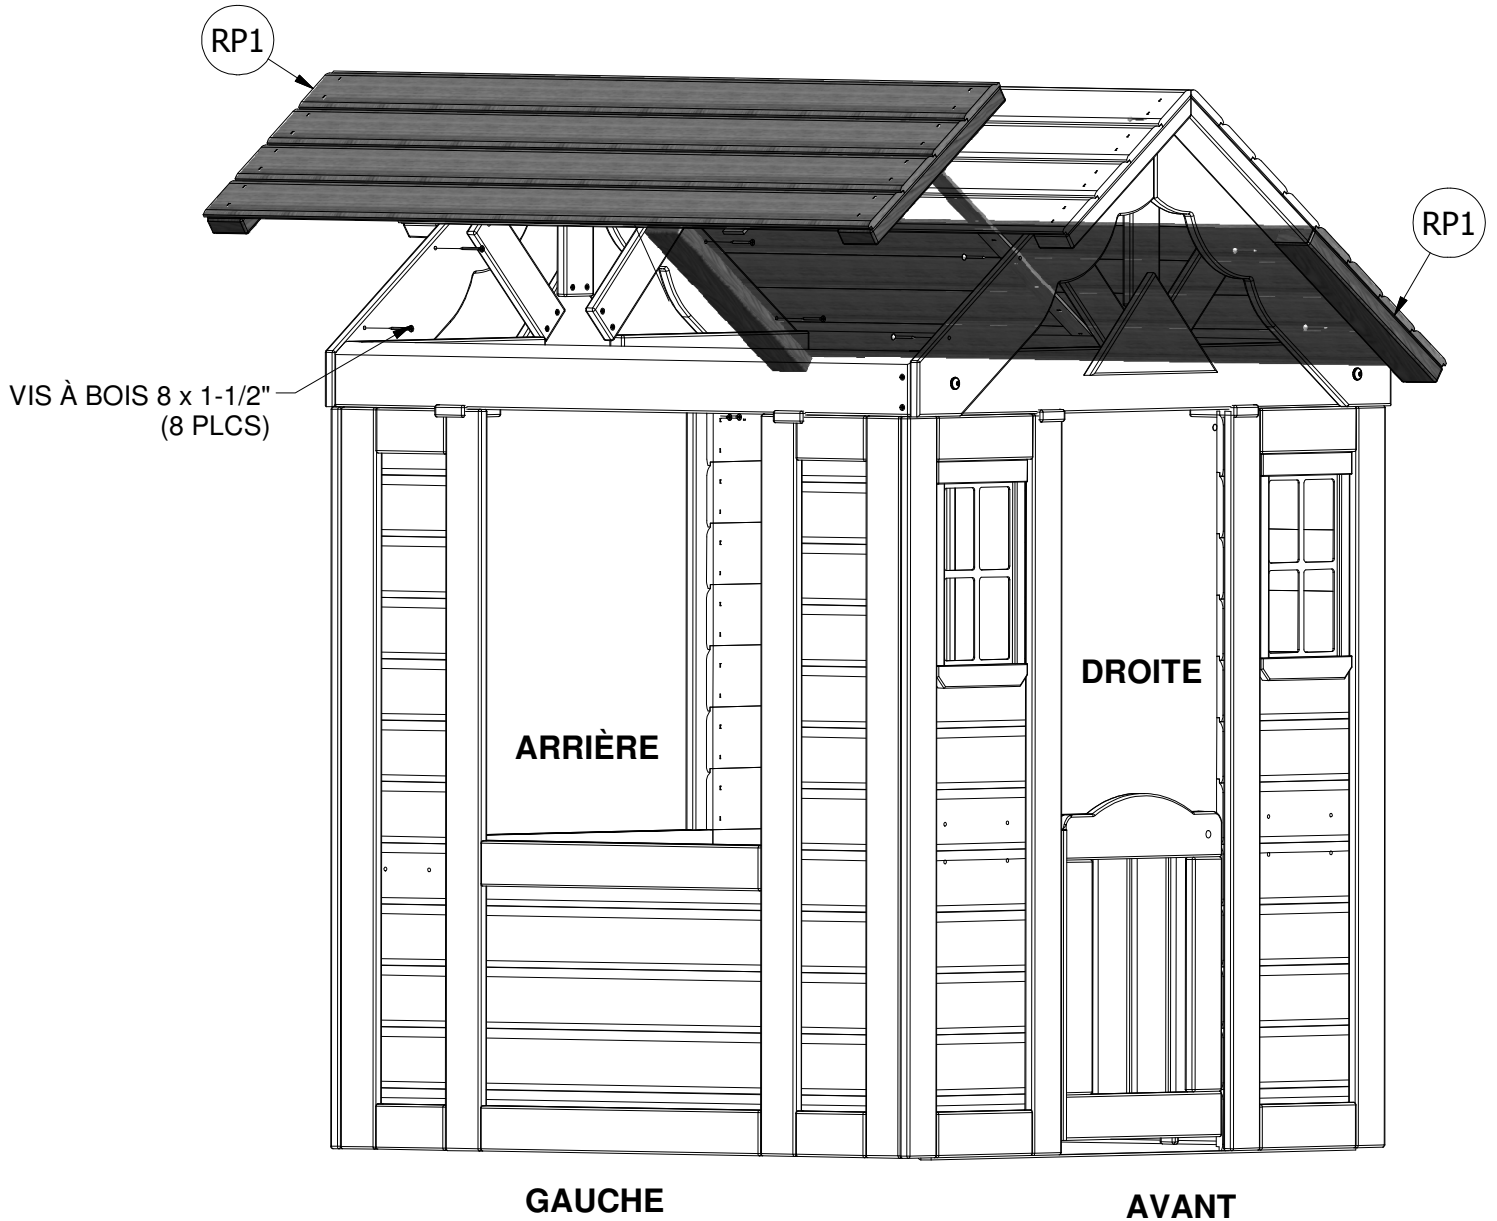 RP1
RP1
VIS À BOIS 8 x 1-1/2"
(8 PLCS)
DROITE
ARRIÈRE
GAUCHE
AVANT